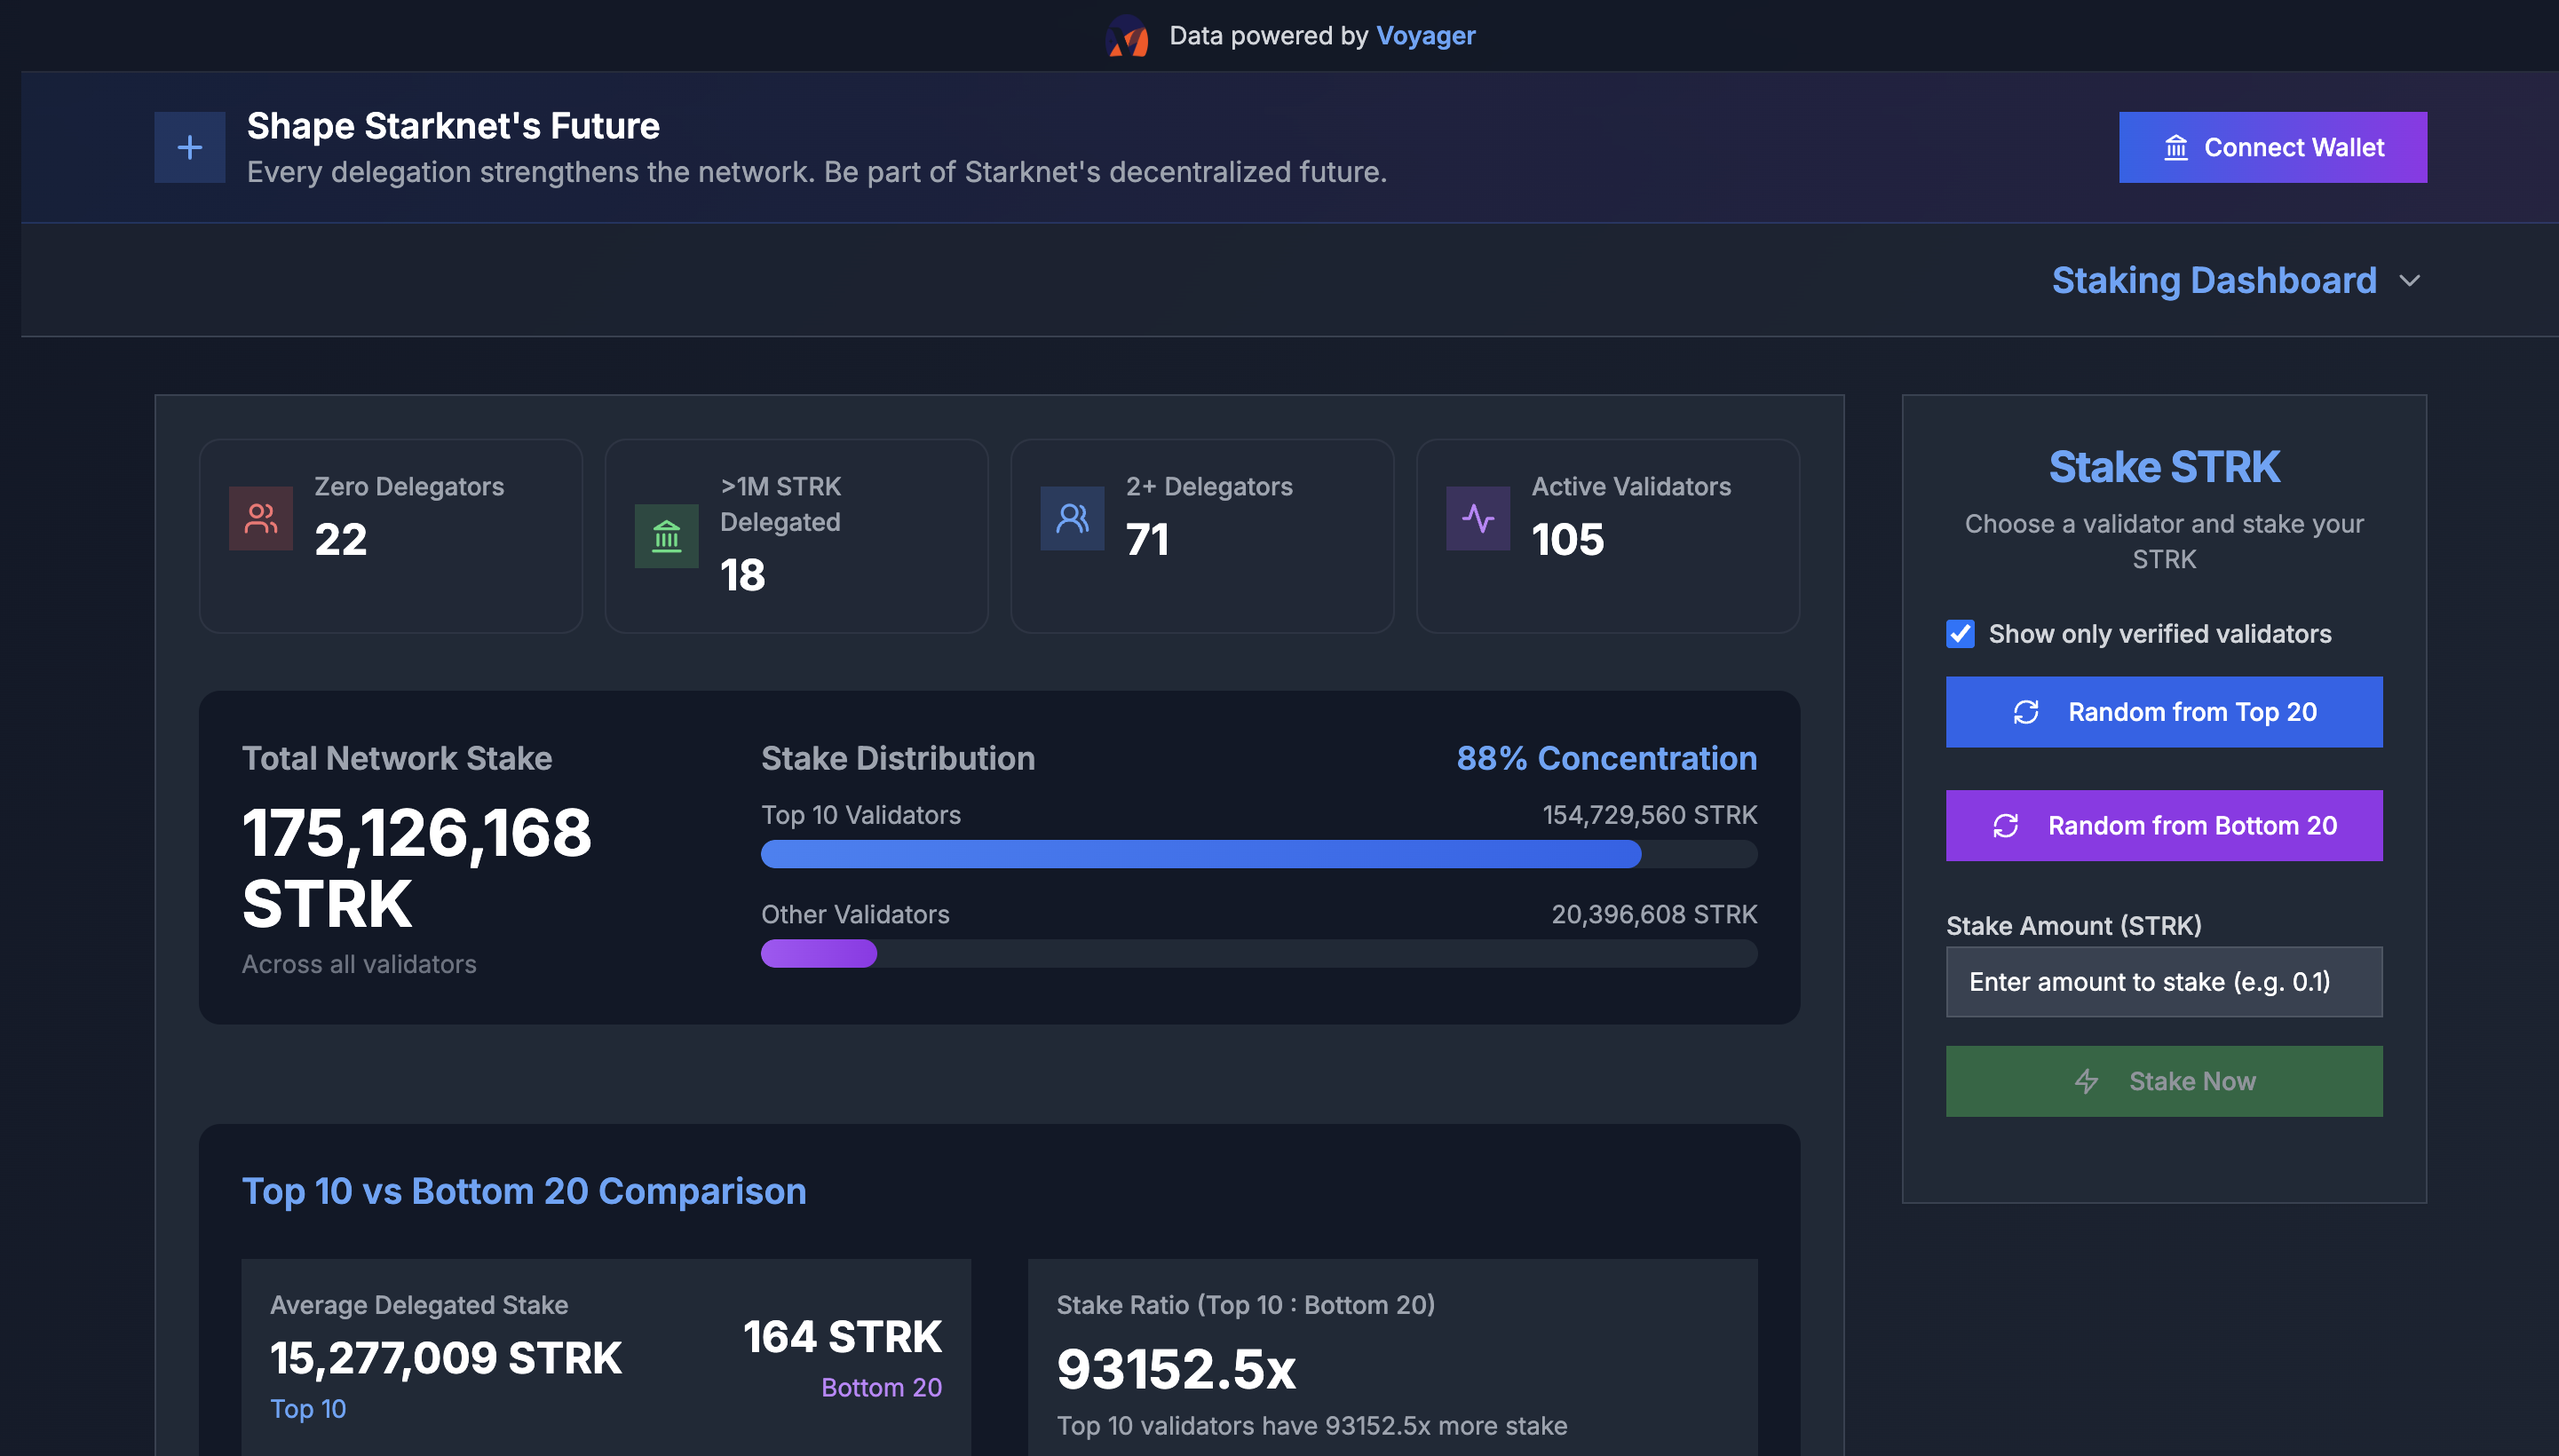 Data powered by Voyager
Shape Starknet's Future
Every delegation strengthens the network. Be part of Starknet's decentralized future.
Connect Wallet
Staking Dashboard
Zero Delegators
22
>1M STRK
Delegated
18
2+ Delegators
71
Active Validators
105
Total Network Stake
175,126,168
STRK
Across all validators
Stake Distribution
88% Concentration
Top 10 Validators
154,729,560 STRK
Other Validators
20,396,608 STRK
Top 10 vs Bottom 20 Comparison
Average Delegated Stake
15,277,009 STRK
Top 10
164 STRK
Bottom 20
Stake Ratio (Top 10 : Bottom 20)
93152.5x
Top 10 validators have 93152.5x more stake
Stake STRK
Choose a validator and stake your
STRK
Show only verified validators
Random from Top 20
Random from Bottom 20
Stake Amount (STRK)
Enter amount to stake (e.g. 0.1)
Stake Now